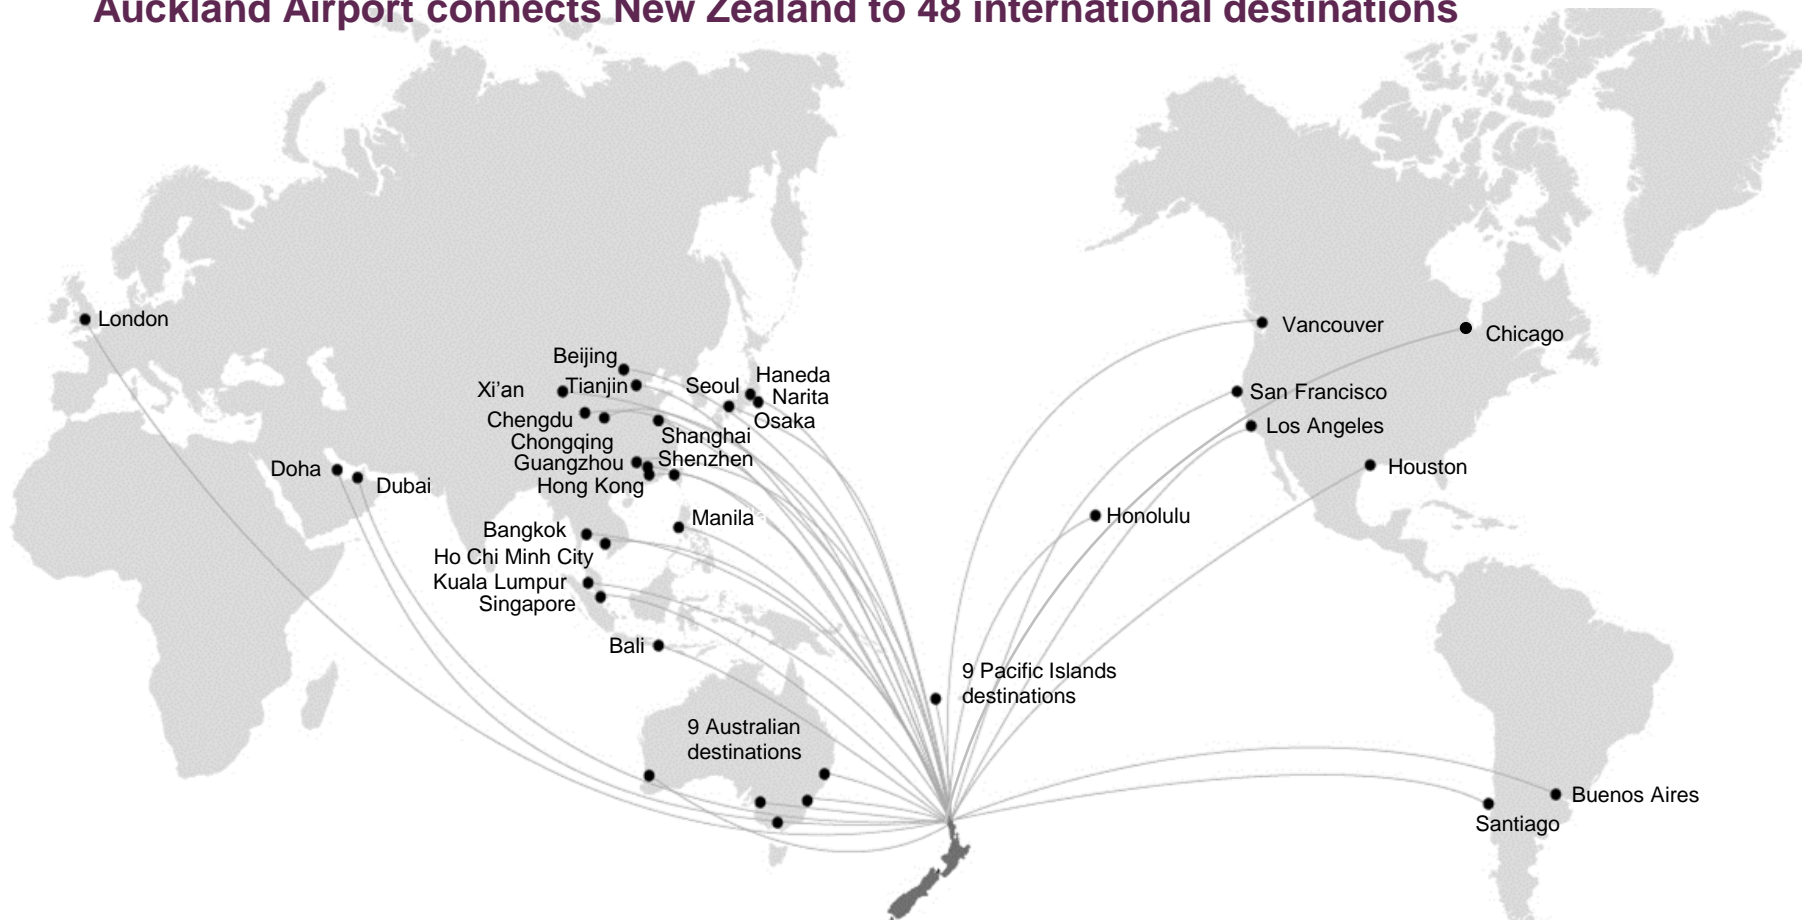 Auckland Airport connects New Zealand to 48 international destinations
London
Vancouver
Chicago
Beijing
Haneda
Xi'an
Tianjin
Seoul
Narita
San Francisco
Chengdu
Osaka
Los Angeles
Chongqing
Shanghai
Guangzhou
Shenzhen
Doha
Houston
Dubai
Hong Kong
Honolulu
Manila
Bangkok
Ho Chi Minh City
Kuala Lumpur
Singapore
Bali
9 Pacific Islands
destinations
9 Australian
destinations
Buenos Aires
Santiago